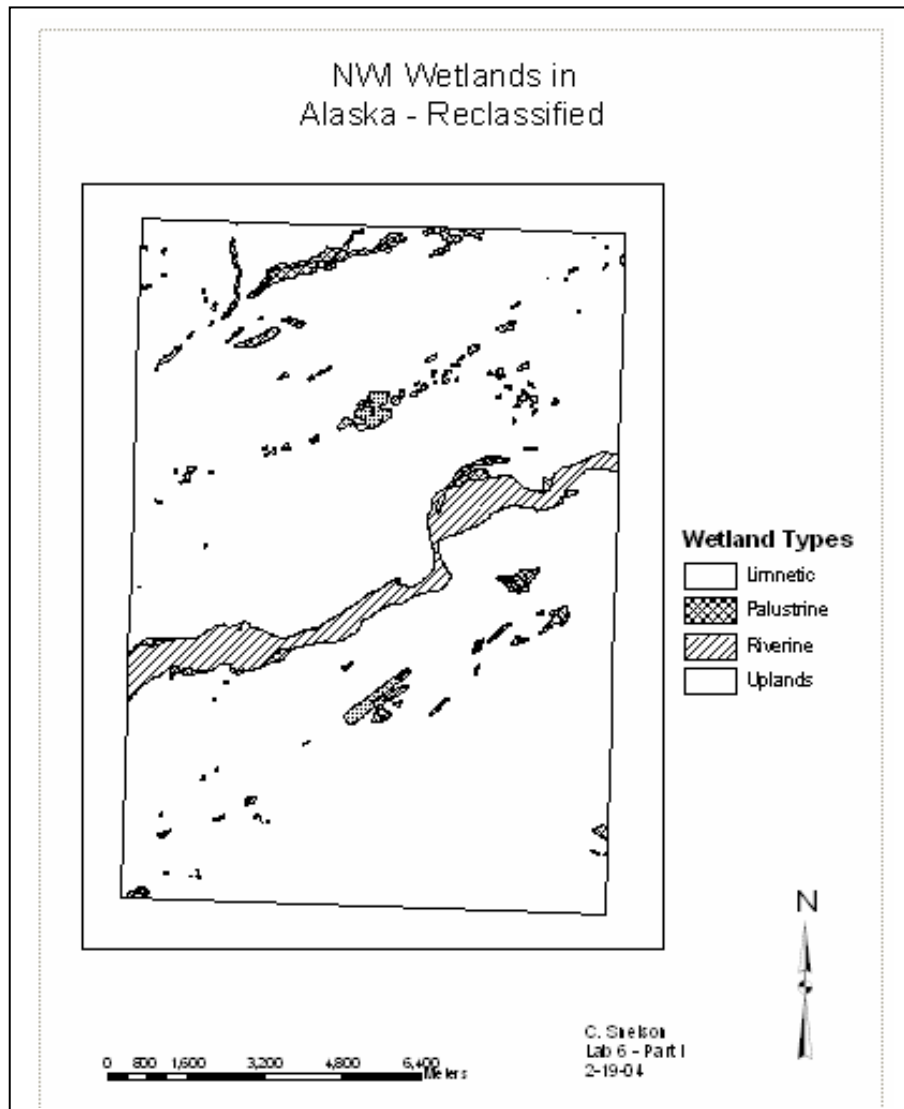 NWI Wetlands in
Alaska - Reclassified
Wetland Types
Limnetic
Palustrine
Riverine
Uplands
N
C. Snelson
Lab 6 - Part I
2-19-04
0 800 1,600 3,200 4,800 6,400
Meters